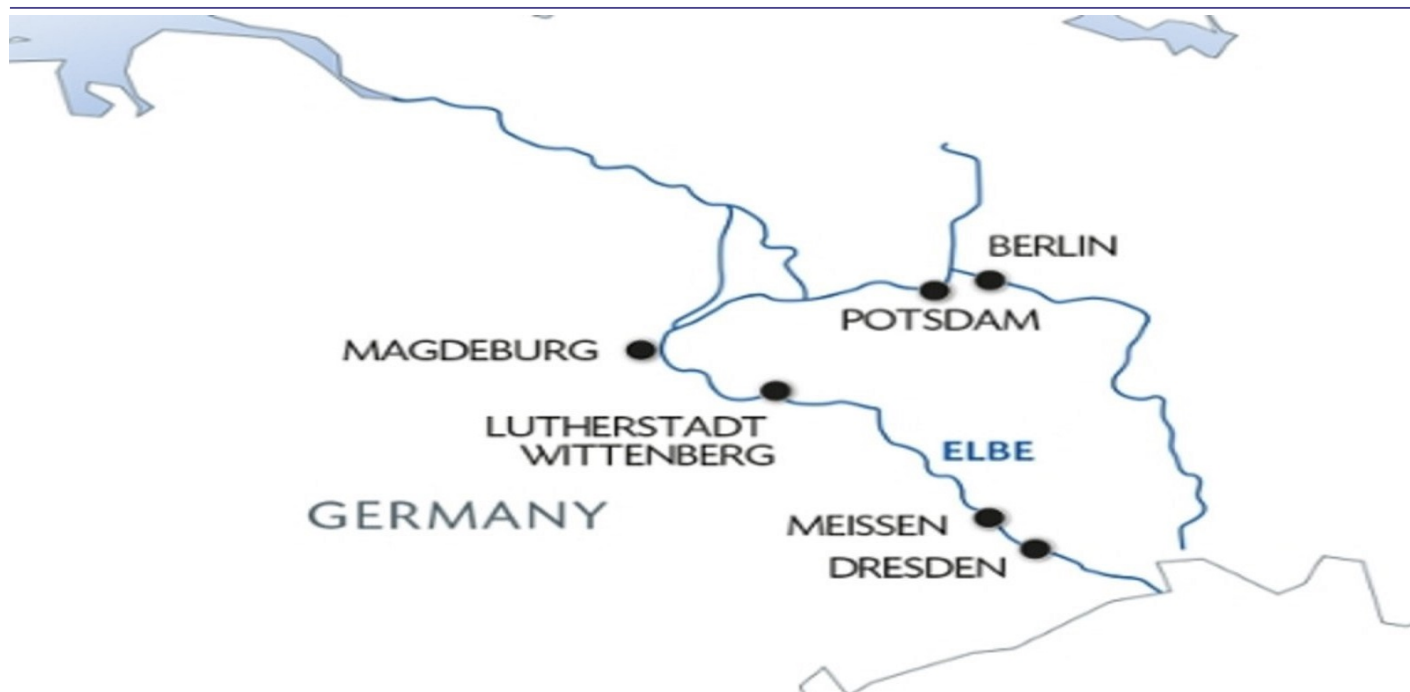 BERLIN
POTSDAM
MAGDEBURG
LUTHERSTADT
WITTENBERG
ELBE
GERMANY
MEISSEN
DRESDEN